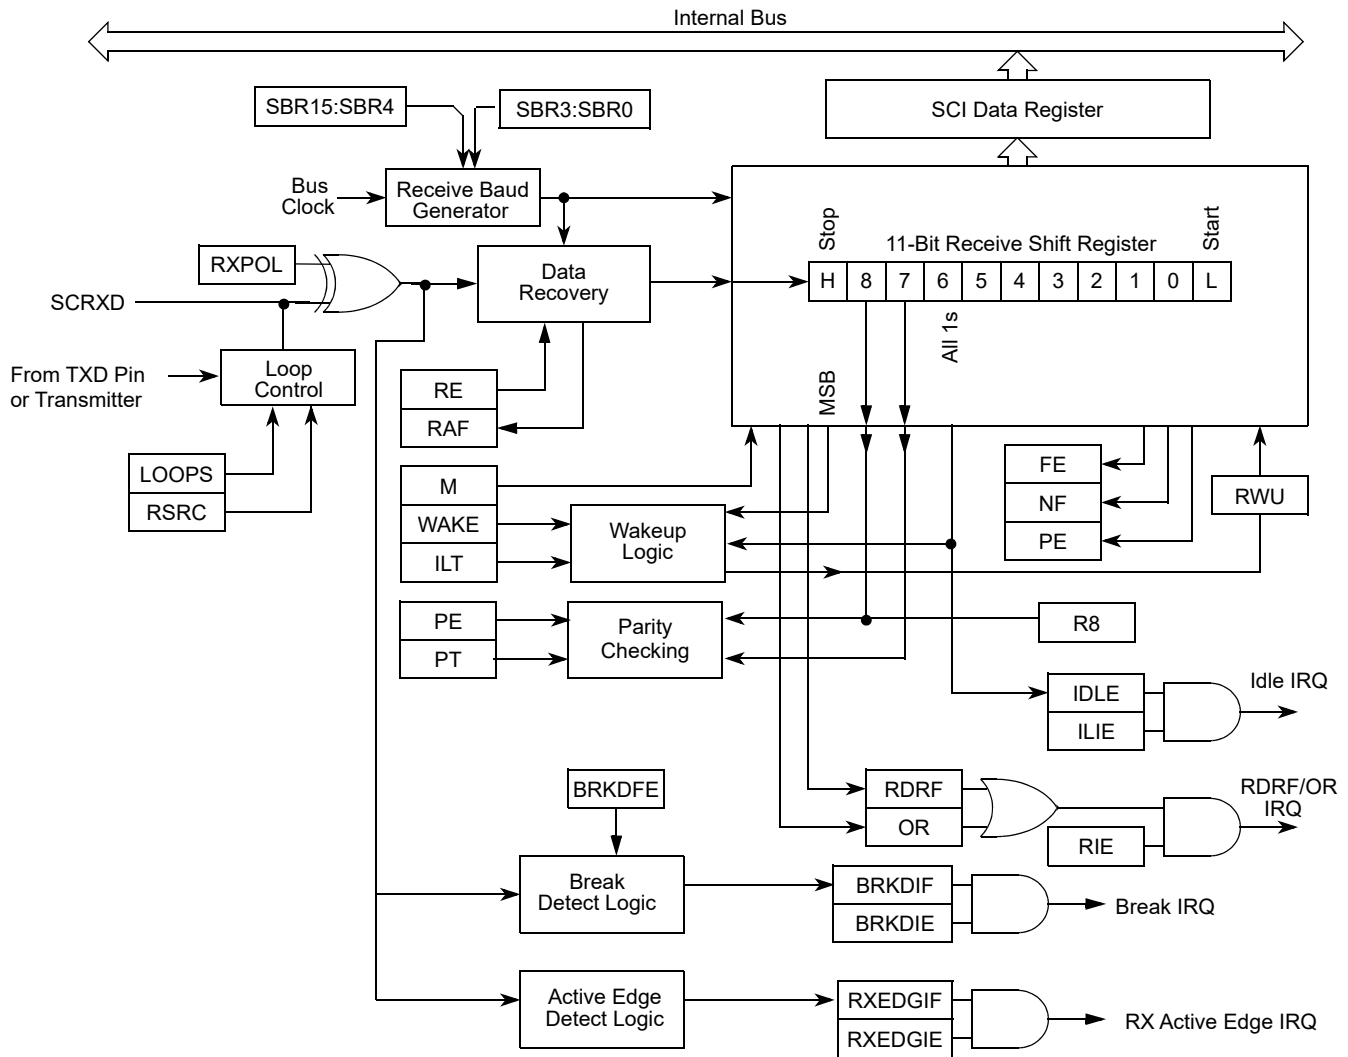 Internal Bus
SCI Data Register
SBR15:SBR4
SBR3:SBR0
Bus
Clock
Receive Baud
Generator
Stop
11-Bit Receive Shift Register
Start
RXPOL
Data
Recovery
H 8 7 6 5 4 3 2 1 0 L
SCRXD
All 1s
Loop
Control
From TXD Pin
or Transmitter
MSB
RE
RAF
LOOPS
RSRC
M
WAKE
ILT
Wakeup
Logic
FE
NF
PE
RWU
PE
PT
Parity
Checking
R8
IDLE
ILIE
Idle IRQ
BRKDFE
RDRF
OR
RIE
RDRF/OR
IRQ
Break
Detect Logic
BRKDIF
BRKDIE
Break IRQ
Active Edge
Detect Logic
RXEDGIF
RXEDGIE
RX Active Edge IRQ